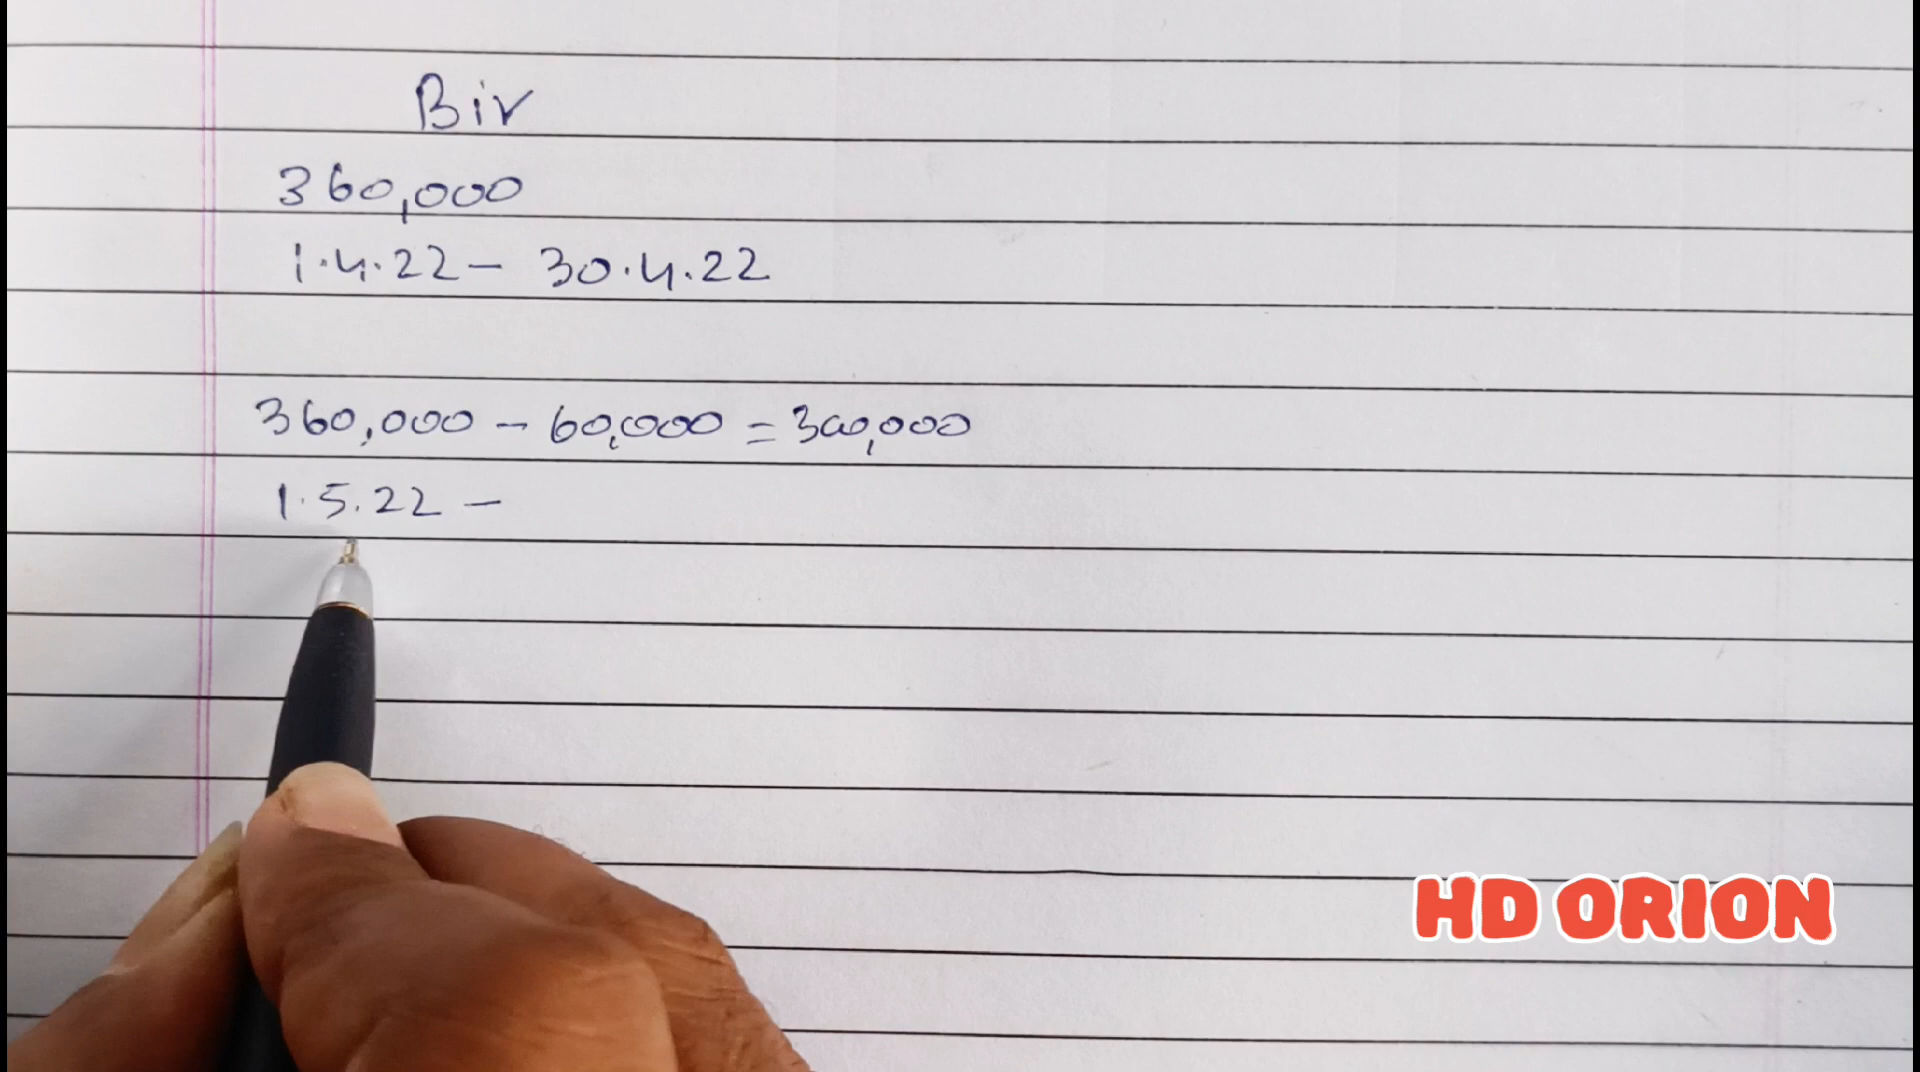 Bir
360,000
1.4.22 - 30.4.22
360,000 - 60,000 = 300,000
1.5.22 -
HD ORION